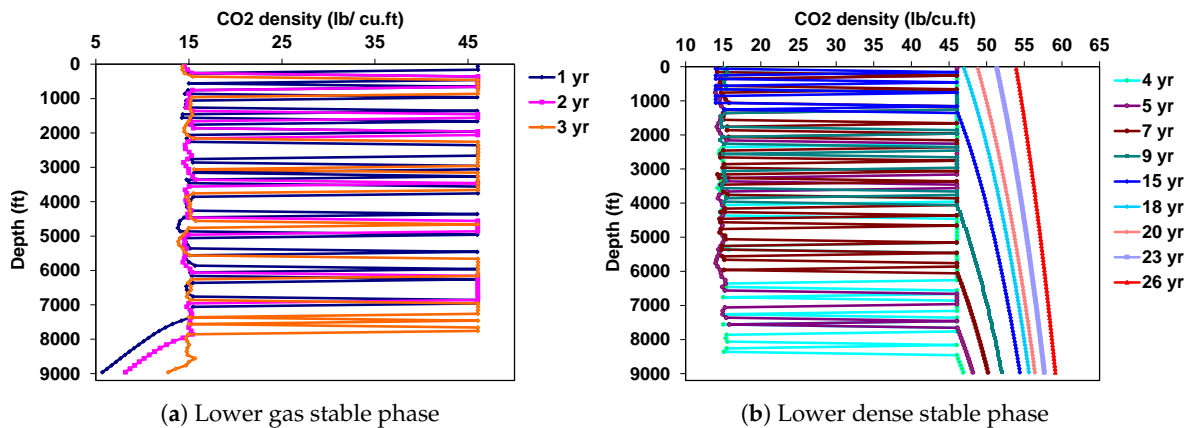 CO2 density (lb/ cu.ft)
5 15 25 35 45
0
1000
2000
3000
4000
5000
6000
7000
8000
9000
Depth (ft)
1 yr
2 yr
3 yr
(a) Lower gas stable phase
CO2 density (lb/cu.ft)
10 15 20 25 30 35 40 45 50 55 60 65
0
1000
2000
3000
4000
5000
6000
7000
8000
9000
Depth (ft)
4 yr
5 yr
7 yr
9 yr
15 yr
18 yr
20 yr
23 yr
26 yr
(b) Lower dense stable phase